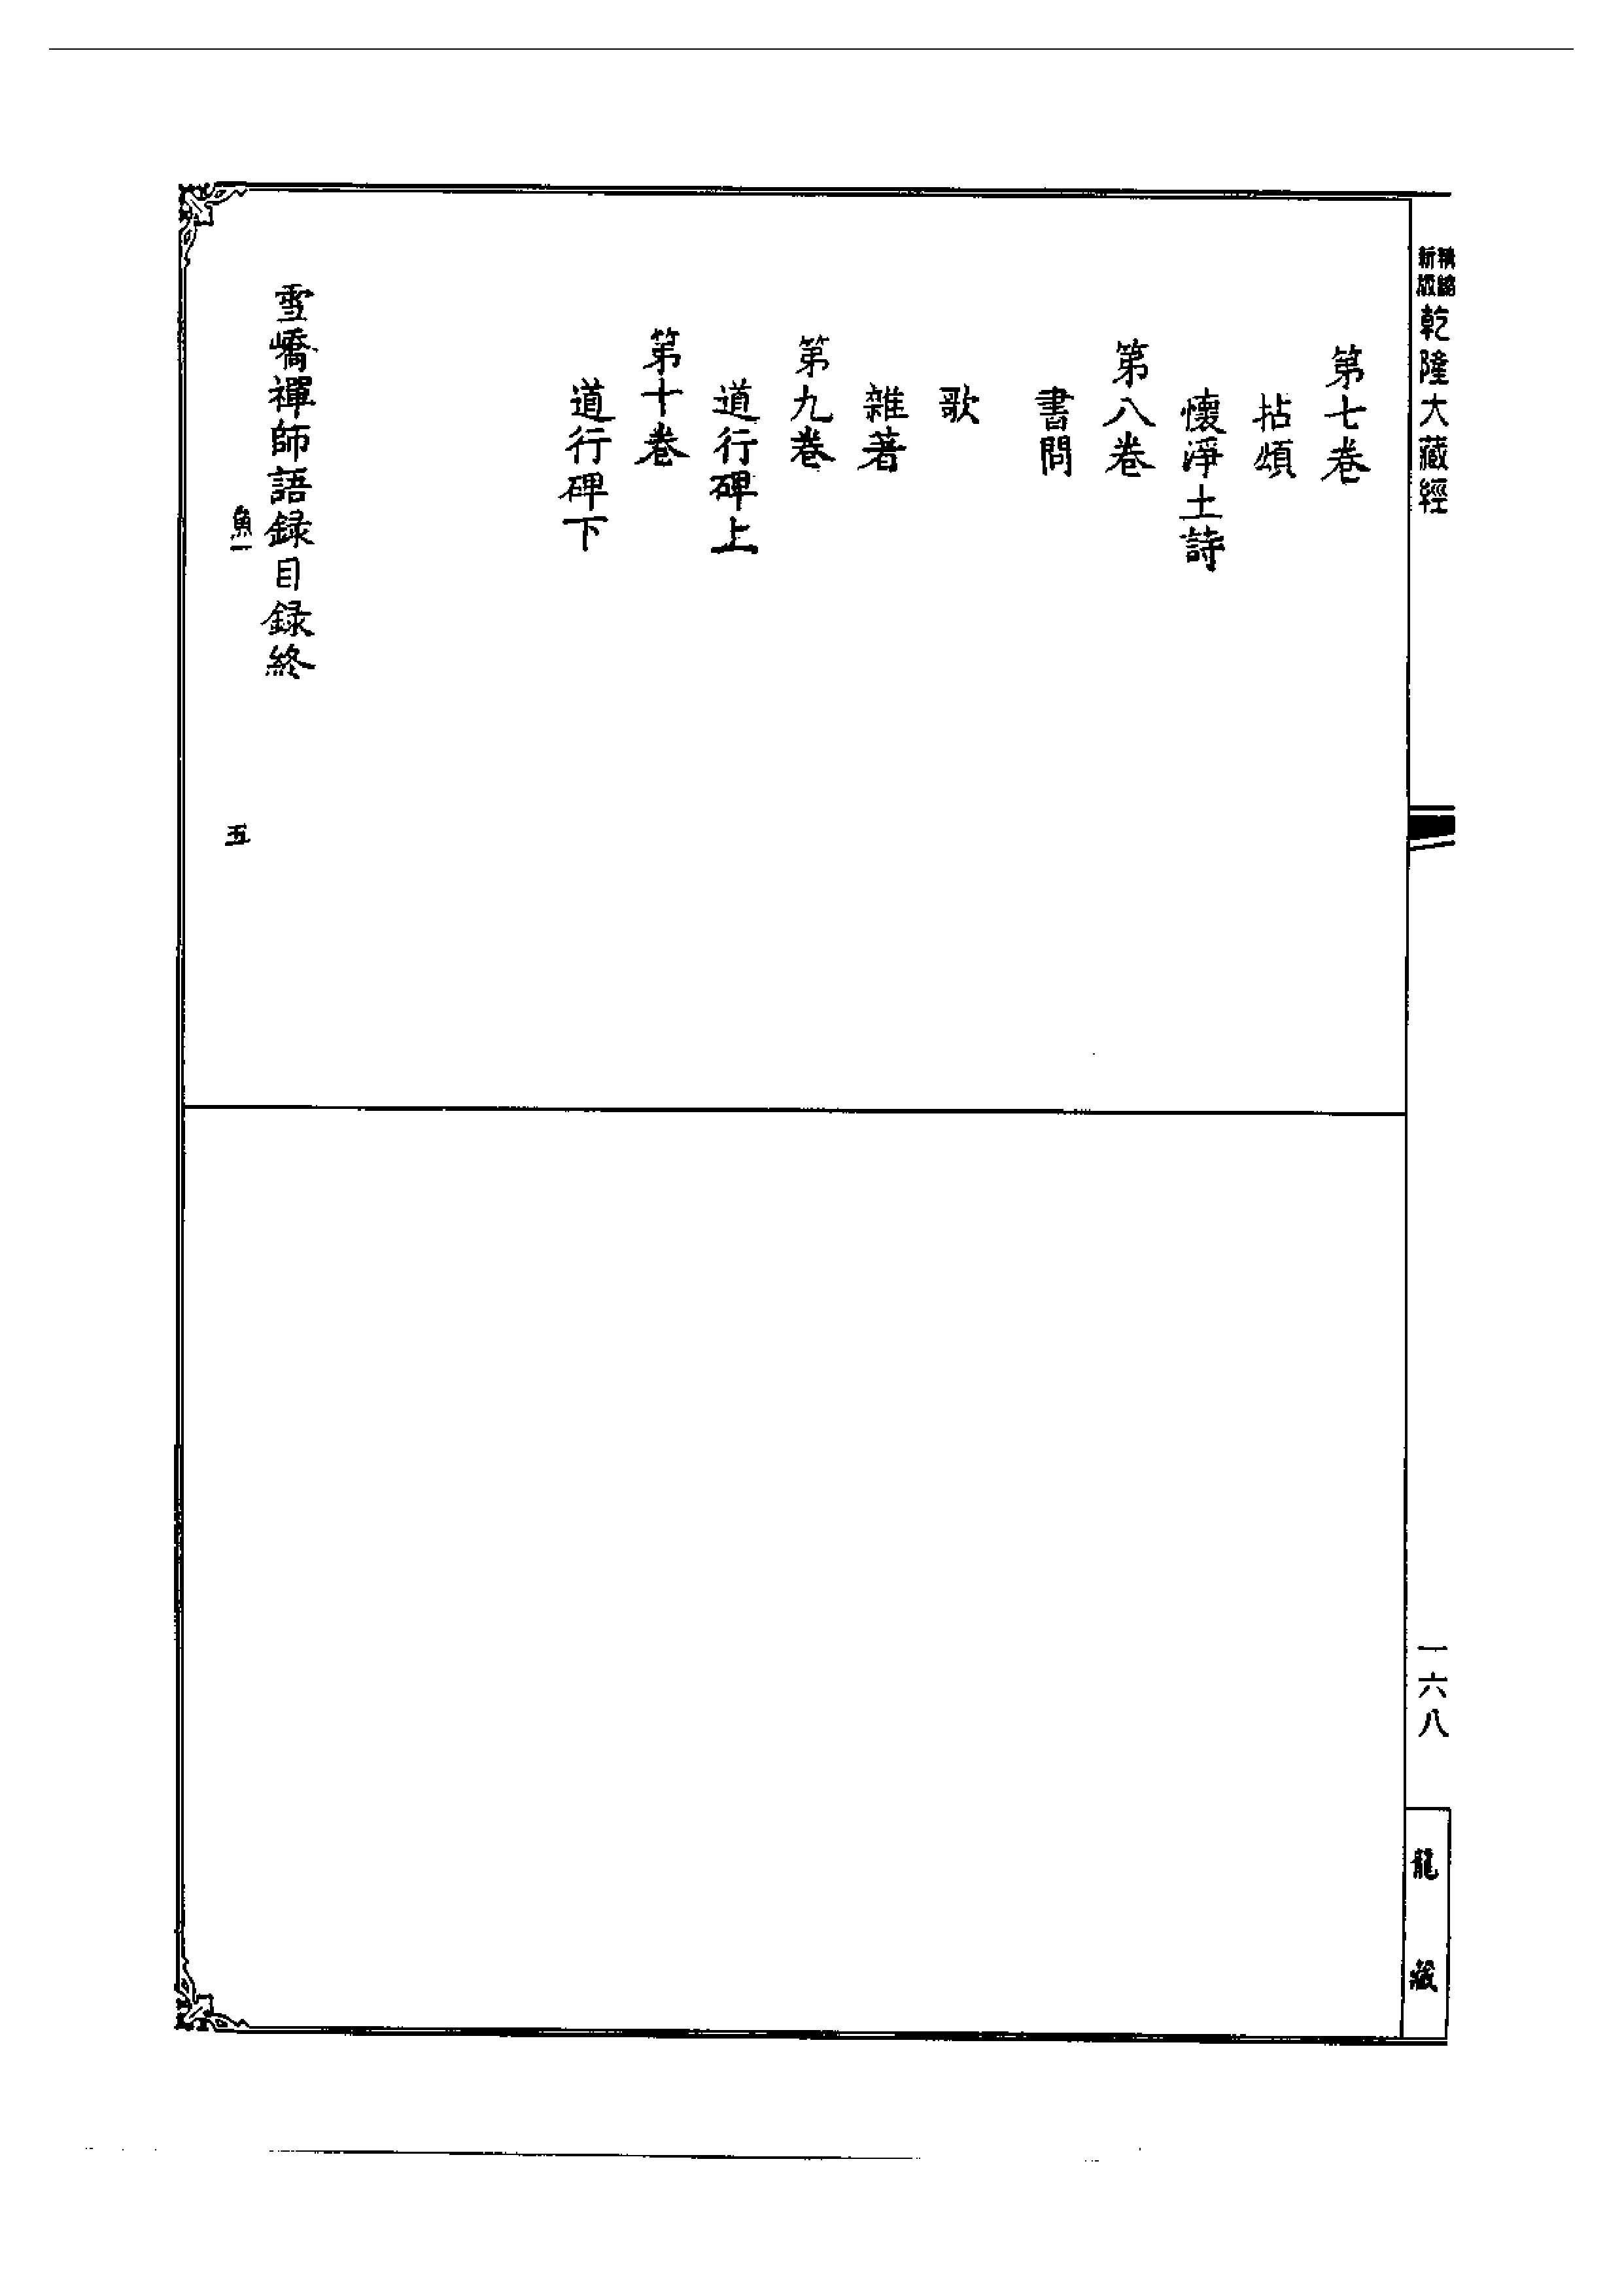 精縮新版乾隆大藏經
第七卷
拈頌
懷淨土詩
第八卷
書問
歌
雜著
第九卷
道行碑上
第十卷
道行碑下
雪嶠禪師語録目録終
魚一 五
一六八
龍藏